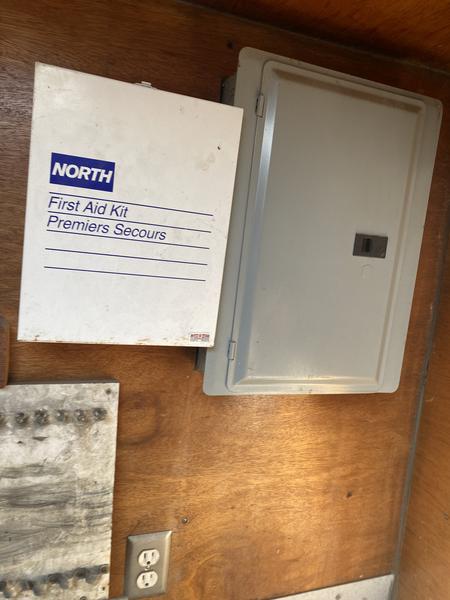 NORTH
First Aid Kit
Premiers Secours